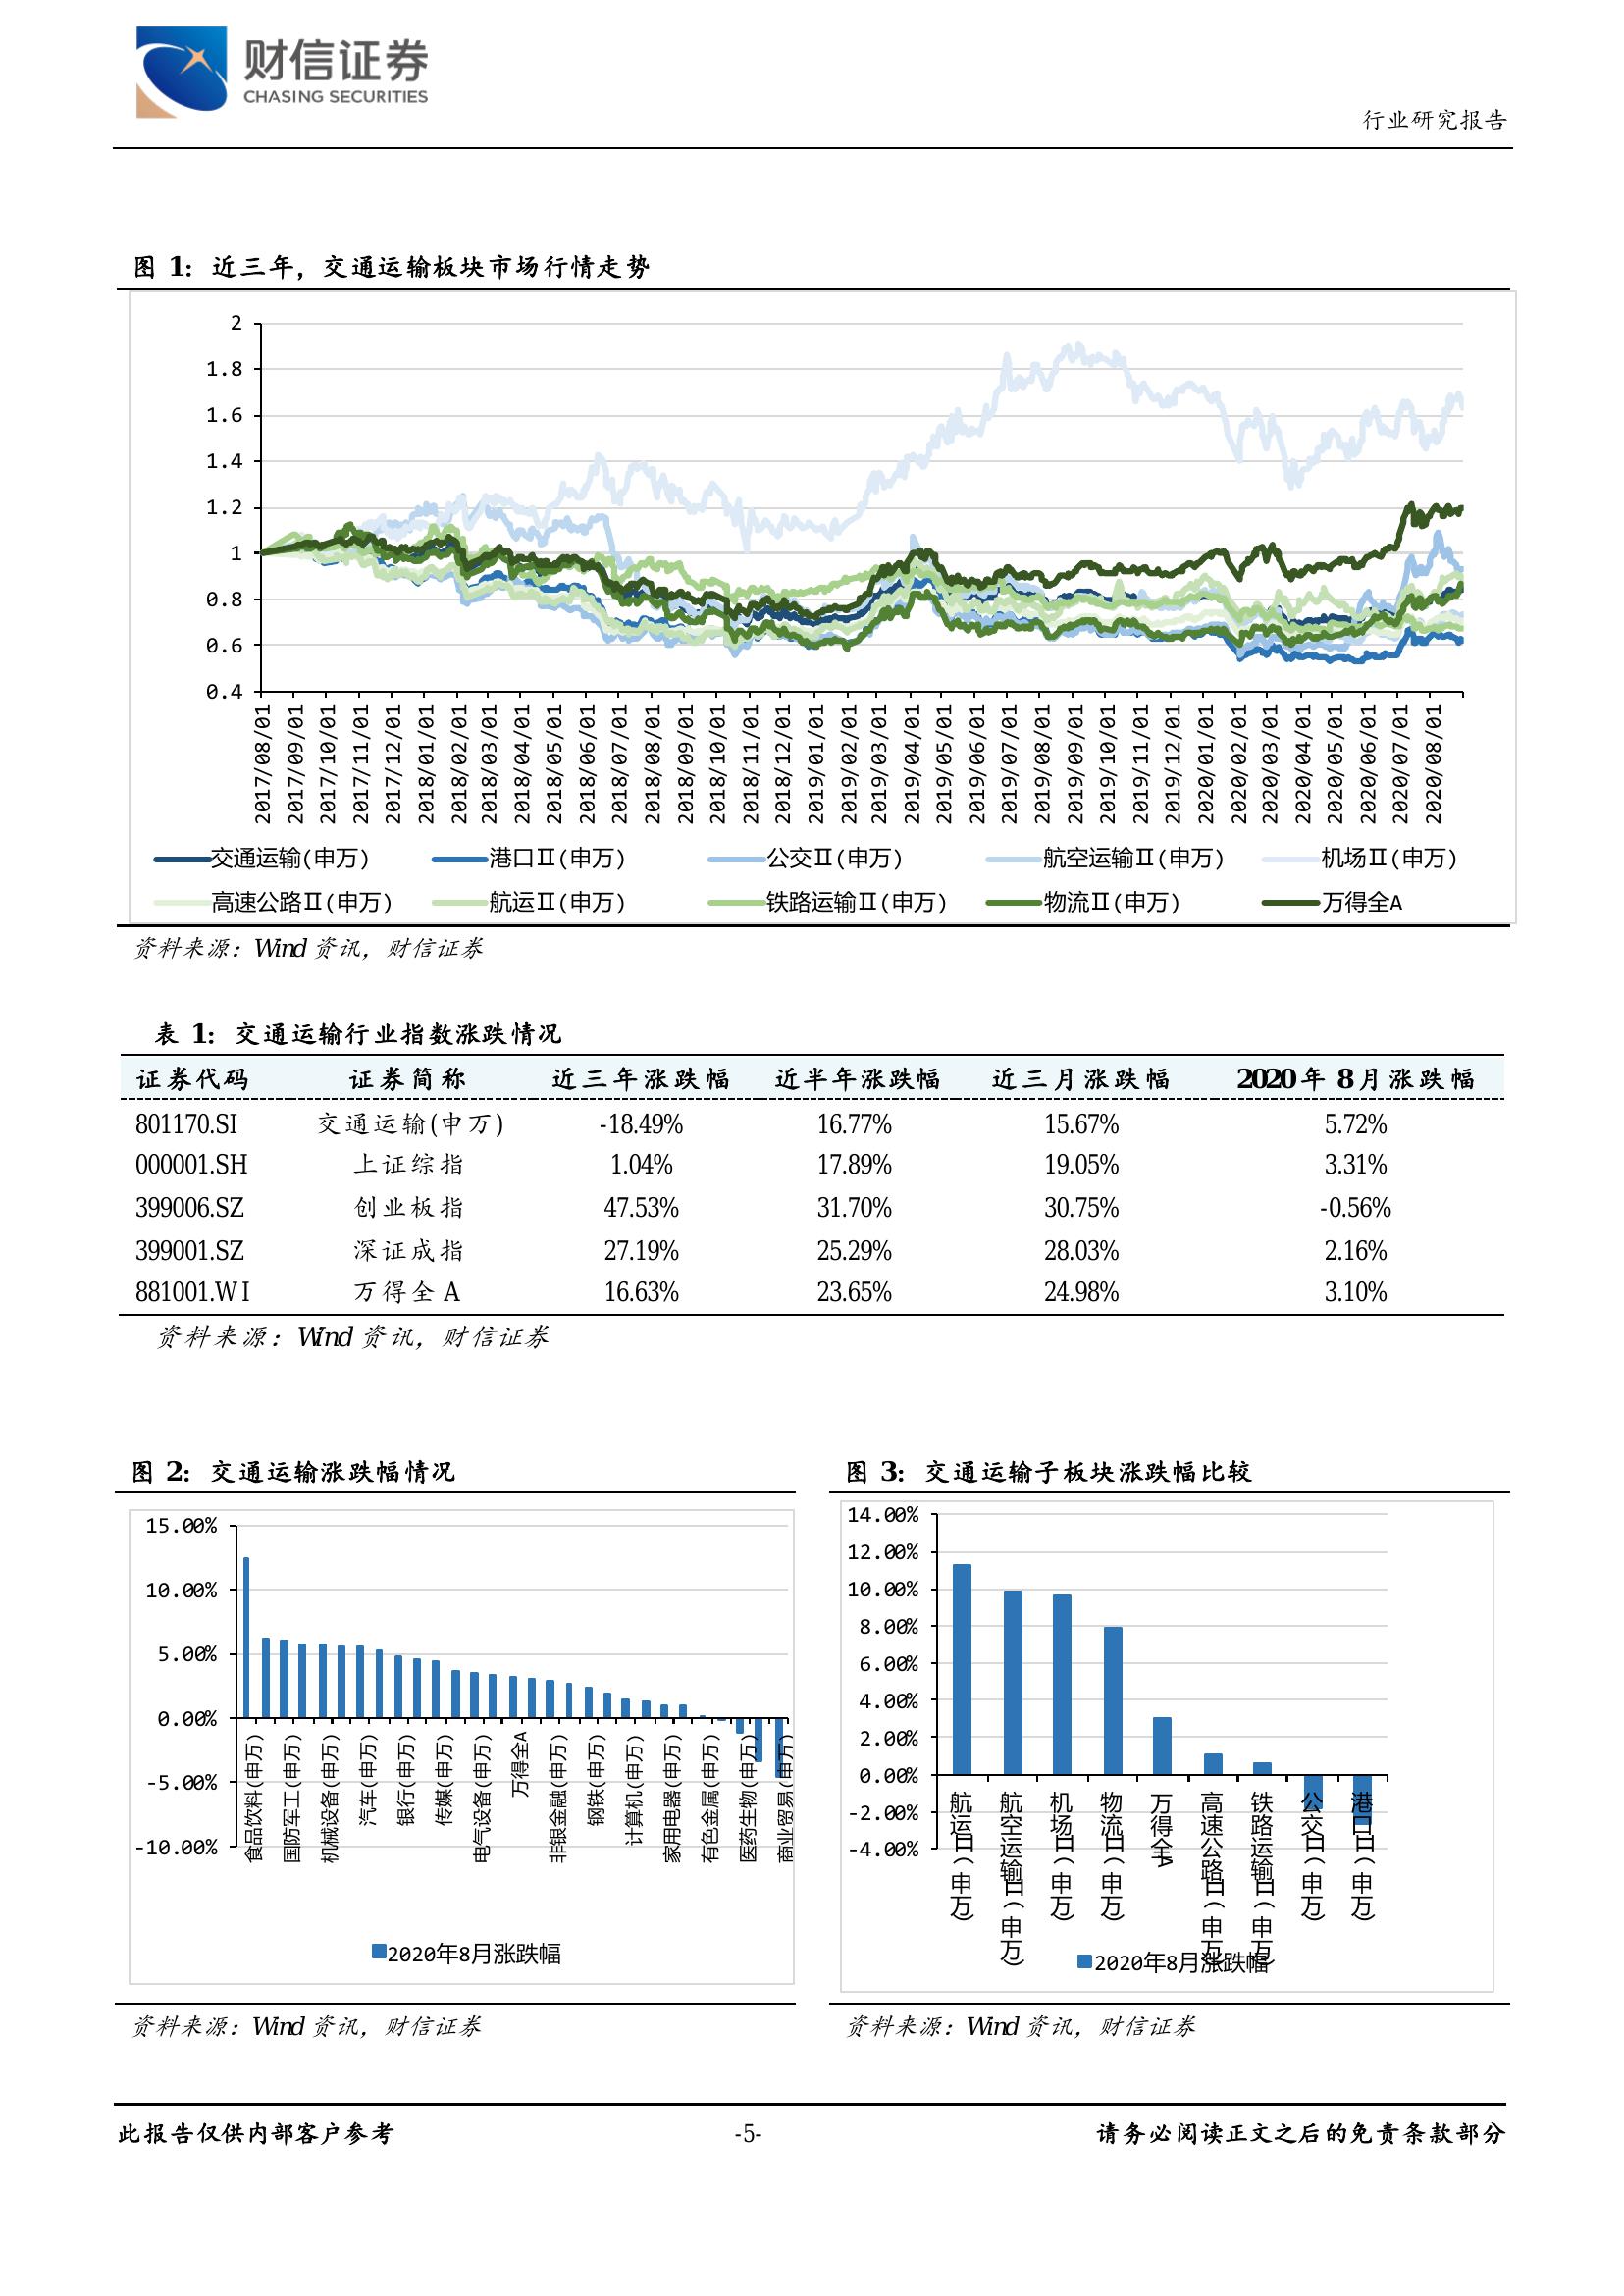 财信证券
CHASING SECURITIES
行业研究报告
图 1：近三年，交通运输板块市场行情走势
2
1.8
1.6
1.4
1.2
1
0.8
0.6
0.4
2017/08/01 2017/09/01 2017/10/01 2017/11/01 2017/12/01 2018/01/01 2018/02/01 2018/03/01 2018/04/01 2018/05/01 2018/06/01 2018/07/01 2018/08/01 2018/09/01 2018/10/01 2018/11/01 2018/12/01 2019/01/01 2019/02/01 2019/03/01 2019/04/01 2019/05/01 2019/06/01 2019/07/01 2019/08/01 2019/09/01 2019/10/01 2019/11/01 2019/12/01 2020/01/01 2020/02/01 2020/03/01 2020/04/01 2020/05/01 2020/06/01 2020/07/01 2020/08/01
交通运输(申万) 港口Ⅱ(申万) 公交Ⅱ(申万) 航空运输Ⅱ(申万) 机场Ⅱ(申万)
高速公路Ⅱ(申万) 航运Ⅱ(申万) 铁路运输Ⅱ(申万) 物流Ⅱ(申万) 万得全A
资料来源：Wind 资讯，财信证券
表 1：交通运输行业指数涨跌情况
证券代码 证券简称 近三年涨跌幅 近半年涨跌幅 近三月涨跌幅 2020 年 8 月涨跌幅
801170.SI 交通运输(申万) -18.49% 16.77% 15.67% 5.72%
000001.SH 上证综指 1.04% 17.89% 19.05% 3.31%
399006.SZ 创业板指 47.53% 31.70% 30.75% -0.56%
399001.SZ 深证成指 27.19% 25.29% 28.03% 2.16%
881001.WI 万得全 A 16.63% 23.65% 24.98% 3.10%
资料来源：Wind 资讯，财信证券
图 2：交通运输涨跌幅情况
15.00%
10.00%
5.00%
0.00%
-5.00%
-10.00%
食品饮料(申万) 国防军工(申万) 机械设备(申万) 汽车(申万) 银行(申万) 传媒(申万) 电气设备(申万) 万得全A 非银金融(申万) 钢铁(申万) 计算机(申万) 家用电器(申万) 有色金属(申万) 医药生物(申万) 商业贸易(申万)
2020年8月涨跌幅
资料来源：Wind 资讯，财信证券
图 3：交通运输子板块涨跌幅比较
14.00%
12.00%
10.00%
8.00%
6.00%
4.00%
2.00%
0.00%
-2.00%
-4.00%
航运Ⅱ(申万) 航空运输Ⅱ(申万) 机场Ⅱ(申万) 物流Ⅱ(申万) 万得全A 高速公路Ⅱ(申万) 铁路运输Ⅱ(申万) 公交Ⅱ(申万) 港口Ⅱ(申万)
2020年8月涨跌幅
资料来源：Wind 资讯，财信证券
此报告仅供内部客户参考 -5- 请务必阅读正文之后的免责条款部分